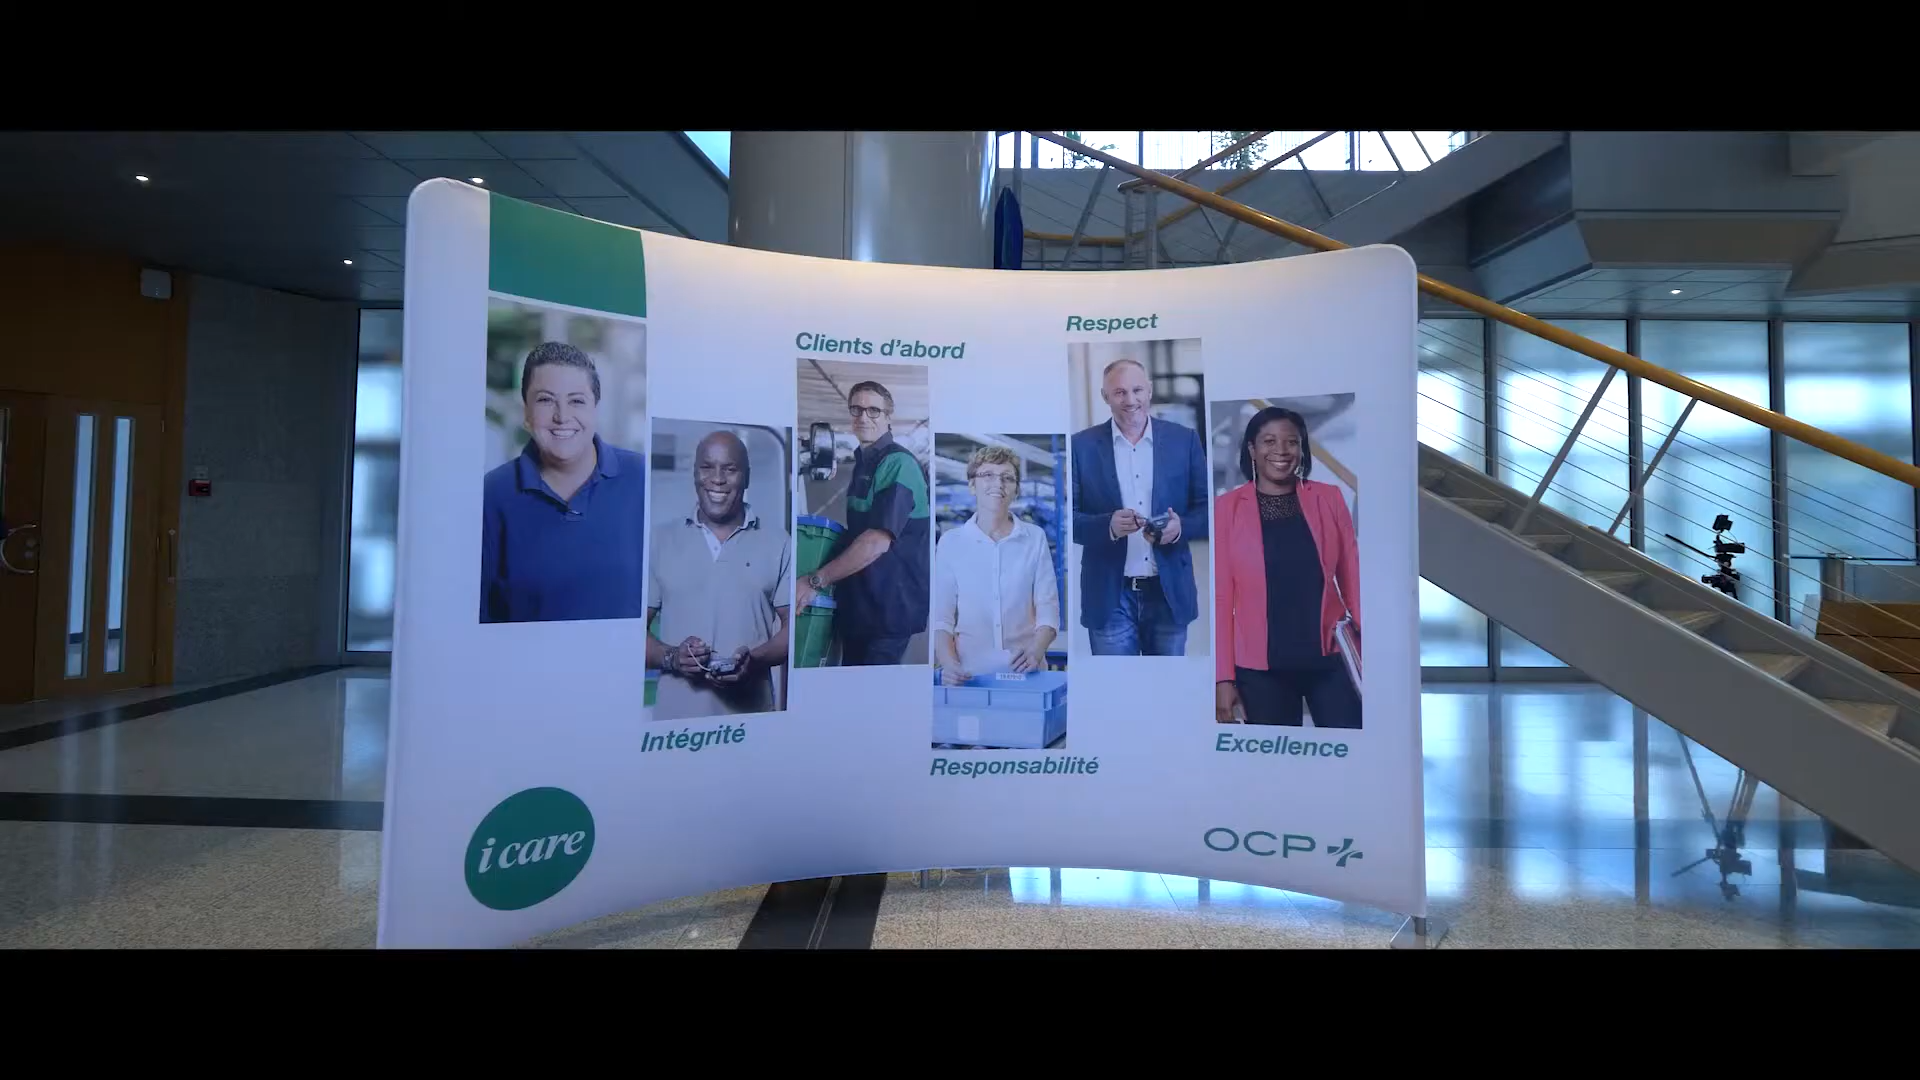 Respect
Clients d'abord
Intégrité
Excellence
Responsabilité
i care
OCP